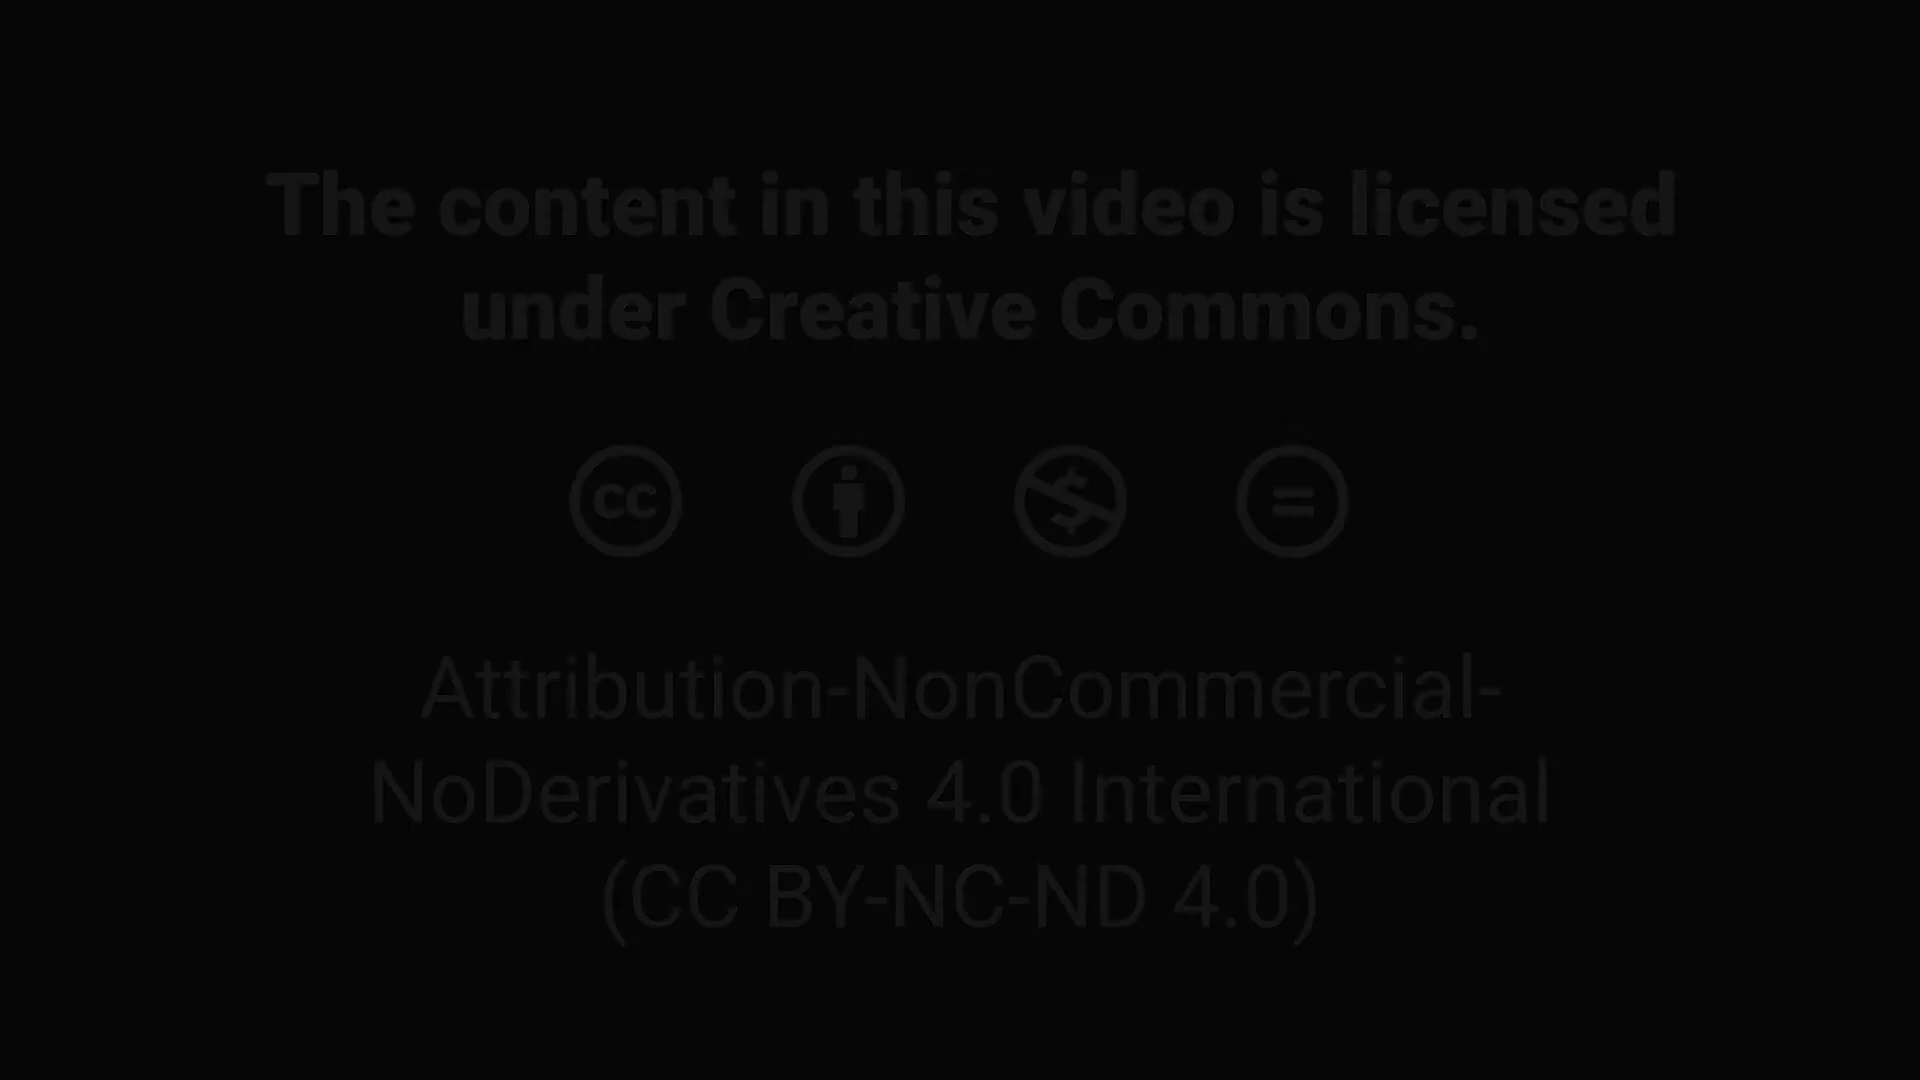 The content in this video is licensed
under Creative Commons.
cc $ =
Attribution-NonCommercial-
NoDerivatives 4.0 International
(CC BY-NC-ND 4.0)